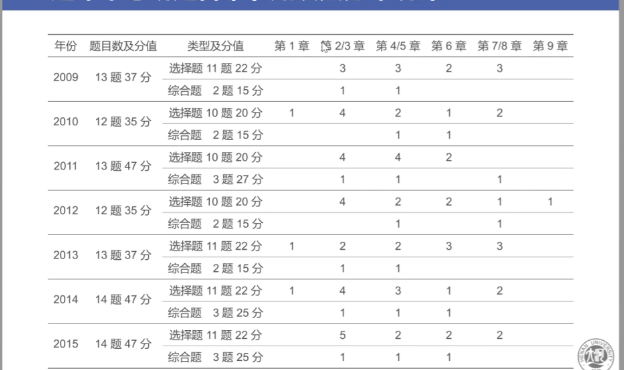 年份 题目数及分值 类型及分值 第 1 章 第 2/3 章 第 4/5 章 第 6 章 第 7/8 章 第 9 章
2009 13 题 37 分 选择题 11 题 22 分 3 3 2 3
综合题 2 题 15 分 1 1
2010 12 题 35 分 选择题 10 题 20 分 1 4 2 1 2
综合题 2 题 15 分 1 1
2011 13 题 47 分 选择题 10 题 20 分 4 4 2
综合题 3 题 27 分 1 1 1
2012 12 题 35 分 选择题 10 题 20 分 4 2 2 1 1
综合题 2 题 15 分 1 1
2013 13 题 37 分 选择题 11 题 22 分 1 2 2 3 3
综合题 2 题 15 分 1 1
2014 14 题 47 分 选择题 11 题 22 分 1 4 3 1 2
综合题 3 题 25 分 1 1 1
2015 14 题 47 分 选择题 11 题 22 分 5 2 2 2
综合题 3 题 25 分 1 1 1